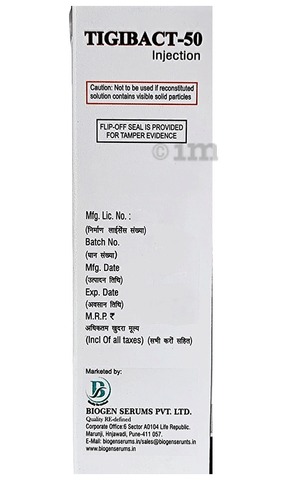 TIGIBACT-50
Injection
Caution: Not to be used if reconstituted
solution contains visible solid particles
FLIP-OFF SEAL IS PROVIDED
FOR TAMPER EVIDENCE
1m
Mfg. Lic. No. :
(निर्माण लाईसेंस संख्या)
Batch No.
(धान संख्या)
Mfg. Date
(उत्पादन तिथि)
Exp. Date
(अवसान तिथि)
M.R.P. ₹
अधिकतम खुदरा मूल्य
(Incl Of all taxes) (सभी करों सहित)
Marketed by:
BIOGEN SERUMS PVT. LTD.
Quality RE-defined
Corporate Office:6 Sector A0104 Life Republic.
Marunji, Hnjawadi, Pune-411 057.
E-Mail: biogenserums.in/sales@biogenserums.in
www.biogenserums.in